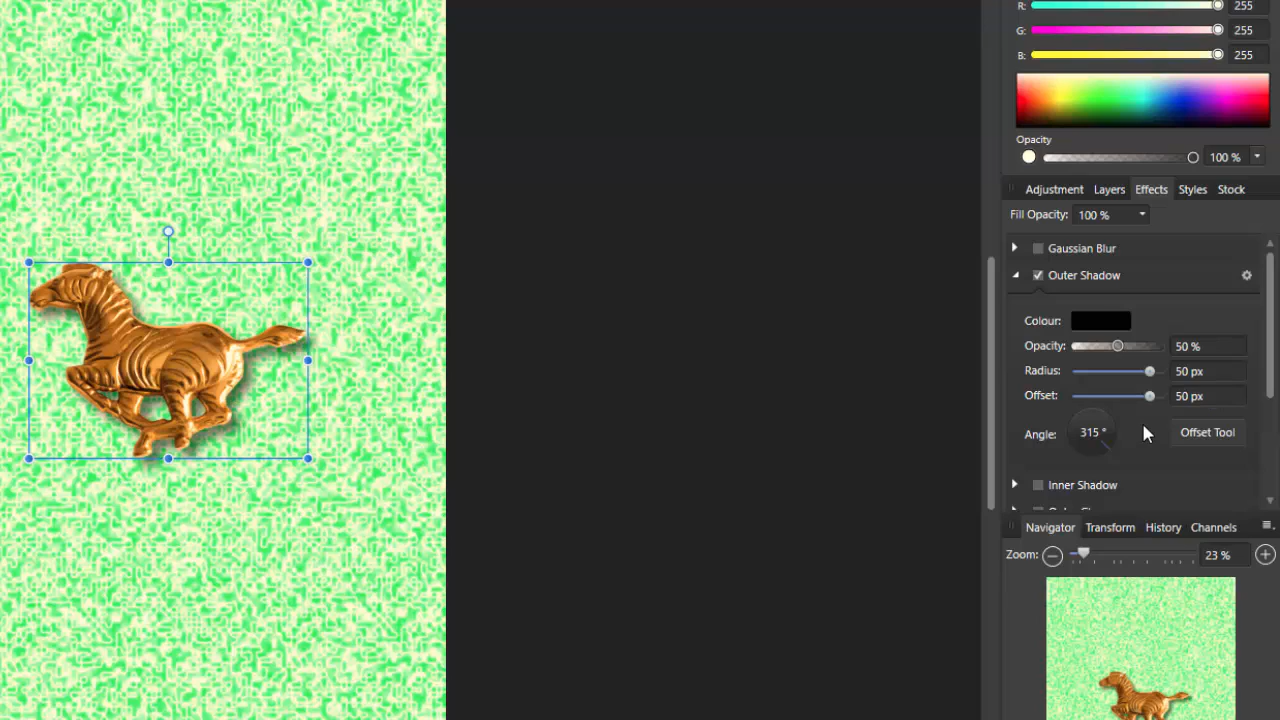 R: 255
G: 255
B: 255
Opacity
100 %
Adjustment Layers Effects Styles Stock
Fill Opacity: 100 %
Gaussian Blur
Outer Shadow
Colour:
Opacity: 50 %
Radius: 50 px
Offset: 50 px
Angle: 315 ° Offset Tool
Inner Shadow
Navigator Transform History Channels
Zoom: 23 %